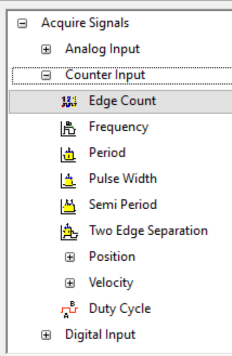 Acquire Signals
Analog Input
Counter Input
Edge Count
Frequency
Period
Pulse Width
Semi Period
Two Edge Separation
Position
Velocity
Duty Cycle
Digital Input